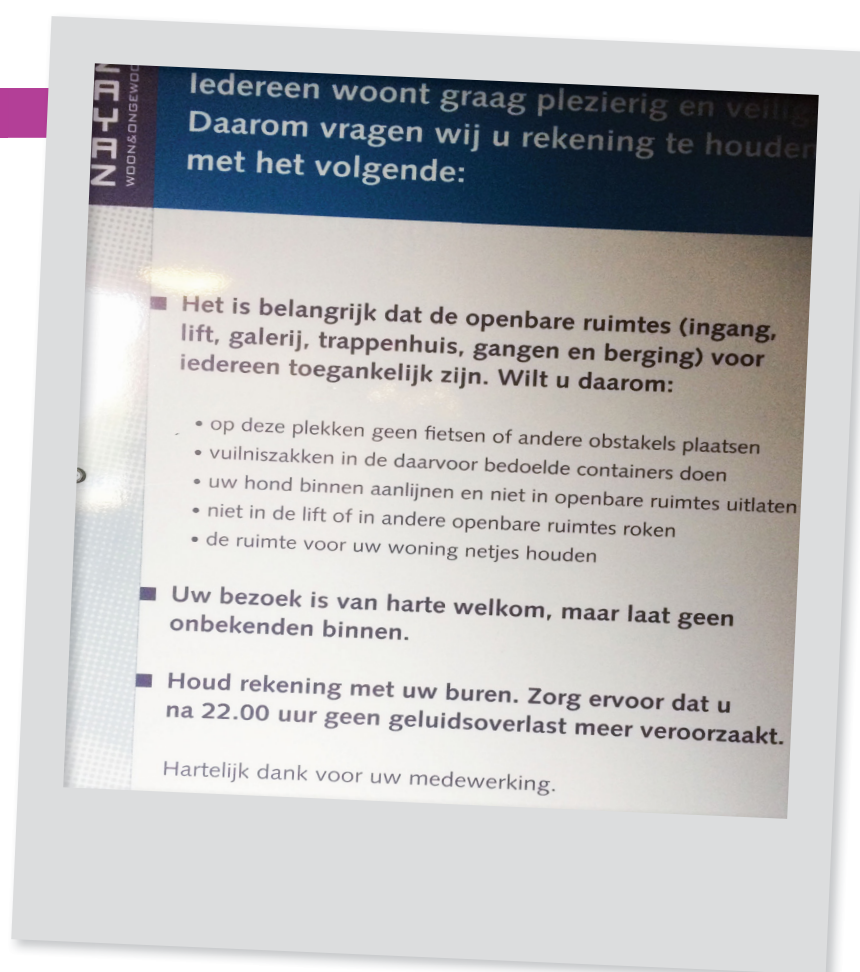 ZAYAZ
WOON&ONGEWOO
Iedereen woont graag plezierig en veilig
Daarom vragen wij u rekening te houden
met het volgende:
■ Het is belangrijk dat de openbare ruimtes (ingang,
lift, galerij, trappenhuis, gangen en berging) voor
iedereen toegankelijk zijn. Wilt u daarom:
• op deze plekken geen fietsen of andere obstakels plaatsen
• vuilniszakken in de daarvoor bedoelde containers doen
• uw hond binnen aanlijnen en niet in openbare ruimtes uitlaten
• niet in de lift of in andere openbare ruimtes roken
• de ruimte voor uw woning netjes houden
■ Uw bezoek is van harte welkom, maar laat geen
onbekenden binnen.
■ Houd rekening met uw buren. Zorg ervoor dat u
na 22.00 uur geen geluidsoverlast meer veroorzaakt.
Hartelijk dank voor uw medewerking.